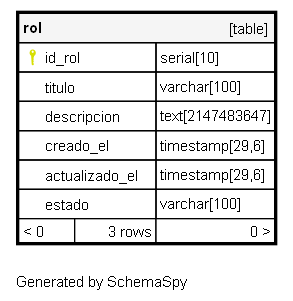 rol [table]
id_rol serial[10]
titulo varchar[100]
descripcion text[2147483647]
creado_el timestamp[29,6]
actualizado_el timestamp[29,6]
estado varchar[100]
< 0 3 rows 0 >
Generated by SchemaSpy